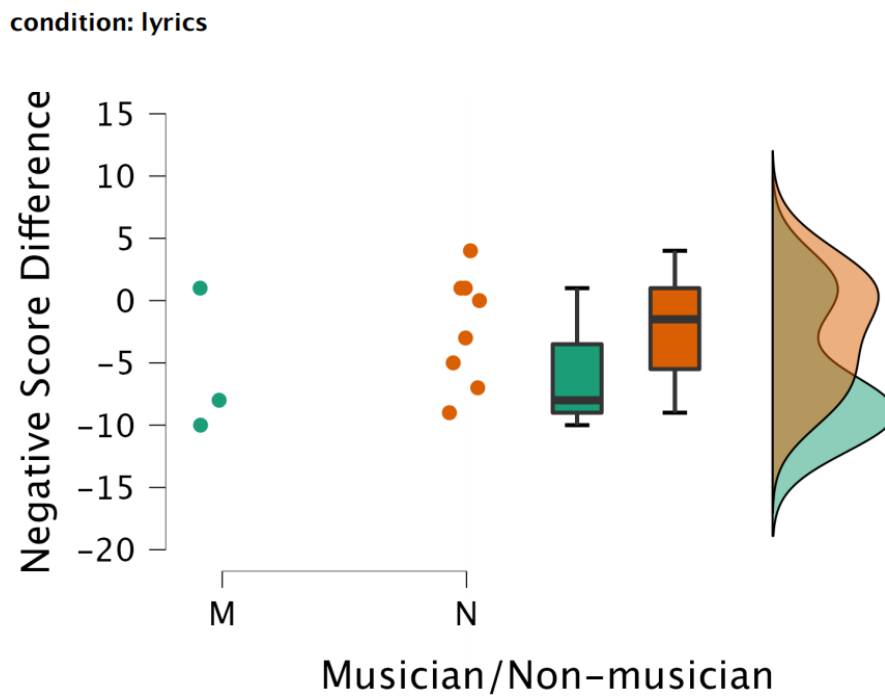 condition: lyrics
Negative Score Difference
15
10
5
0
−5
−10
−15
−20
M
N
Musician/Non−musician